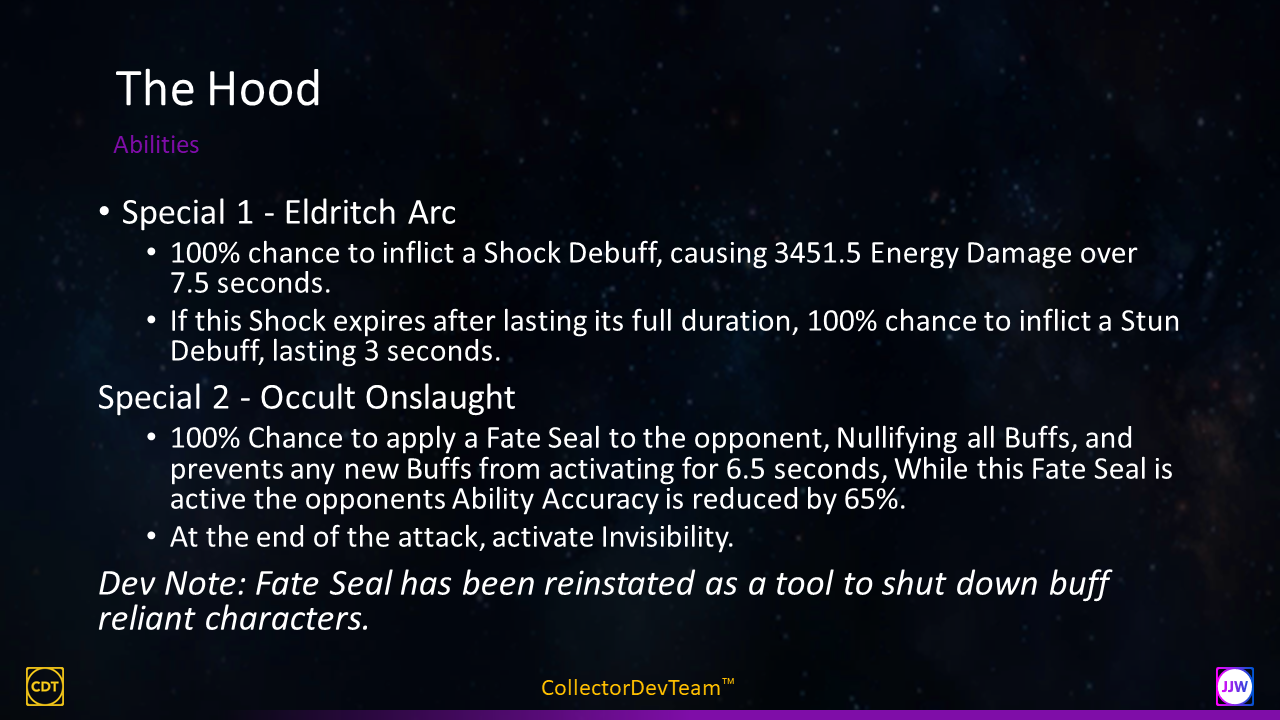 The Hood
Abilities
• Special 1 - Eldritch Arc
• 100% chance to inflict a Shock Debuff, causing 3451.5 Energy Damage over
7.5 seconds.
• If this Shock expires after lasting its full duration, 100% chance to inflict a Stun
Debuff, lasting 3 seconds.
Special 2 - Occult Onslaught
• 100% Chance to apply a Fate Seal to the opponent, Nullifying all Buffs, and
prevents any new Buffs from activating for 6.5 seconds, While this Fate Seal is
active the opponents Ability Accuracy is reduced by 65%.
• At the end of the attack, activate Invisibility.
Dev Note: Fate Seal has been reinstated as a tool to shut down buff
reliant characters.
CDT
CollectorDevTeam™
JJW